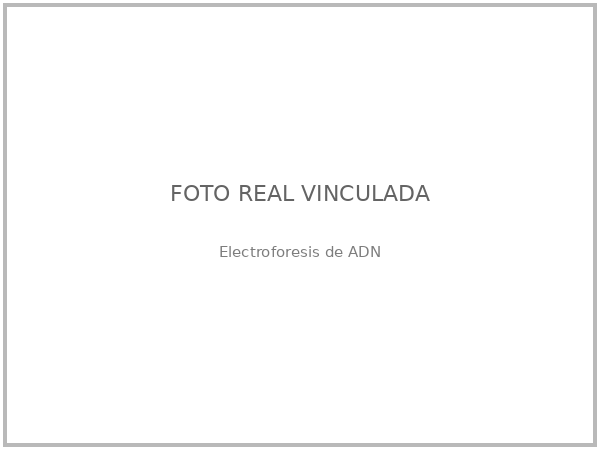 FOTO REAL VINCULADA
Electroforesis de ADN